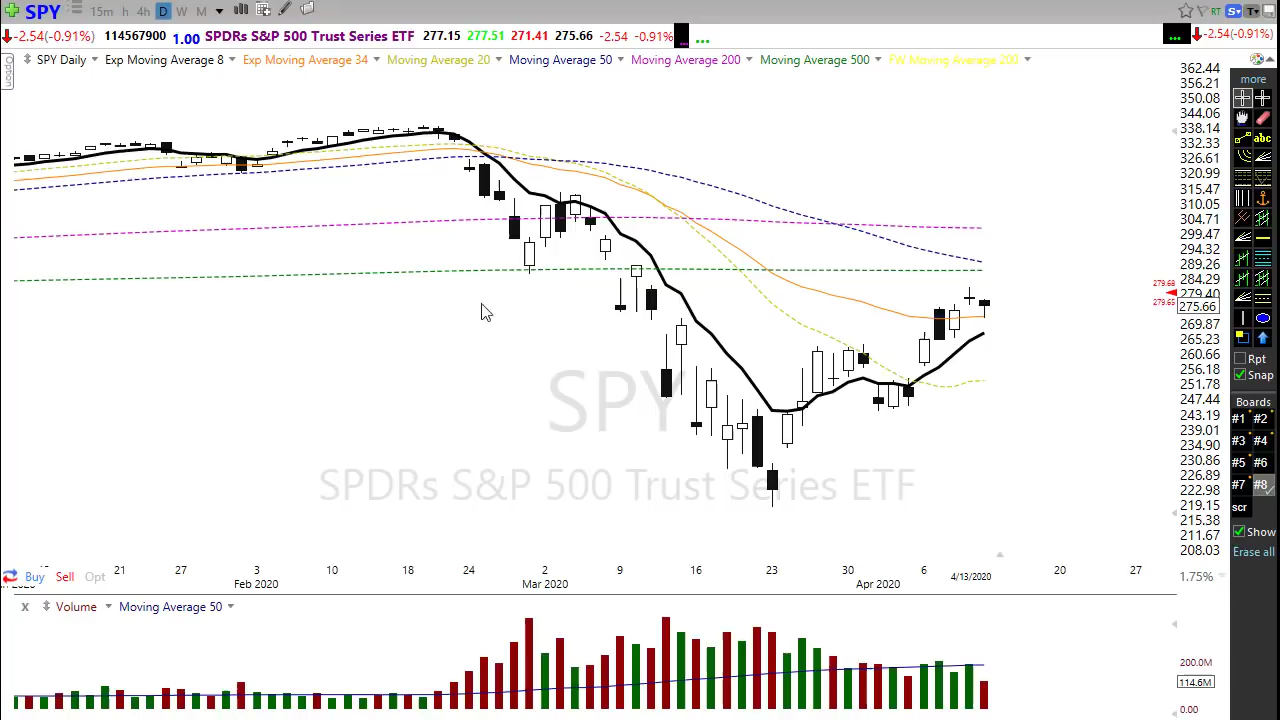 SPY 15m h 4h D W M RT S T
-2.54(-0.91%) 114567900 1.00 SPDRs S&P 500 Trust Series ETF 277.15 277.51 271.41 275.66 -2.54 -0.91% ... ... -2.54(-0.91%)
Option
SPY Daily Exp Moving Average 8 Exp Moving Average 34 Moving Average 20 Moving Average 50 Moving Average 200 Moving Average 500 FW Moving Average 200
362.44
356.21
350.08
344.06
338.14
332.33
326.61
320.99
315.47
310.05
304.71
299.47
294.32
289.26
284.29
279.68
279.40
279.65
275.66
269.87
265.23
260.66
256.18
251.78
247.44
243.19
239.01
234.90
230.86
226.89
222.98
219.15
215.38
211.67
208.03
SPY
SPDRs S&P 500 Trust Series ETF
21 27 3 10 18 24 2 9 16 23 30 6 20 27
Feb 2020 Mar 2020 Apr 2020 4/13/2020
Buy Sell Opt
1.75%
X Volume Moving Average 50
200.0M
114.6M
0.00
more
abc
Rpt
Snap
Boards
#1 #2
#3 #4
#5 #6
#7 #8
scr
Show
Erase all